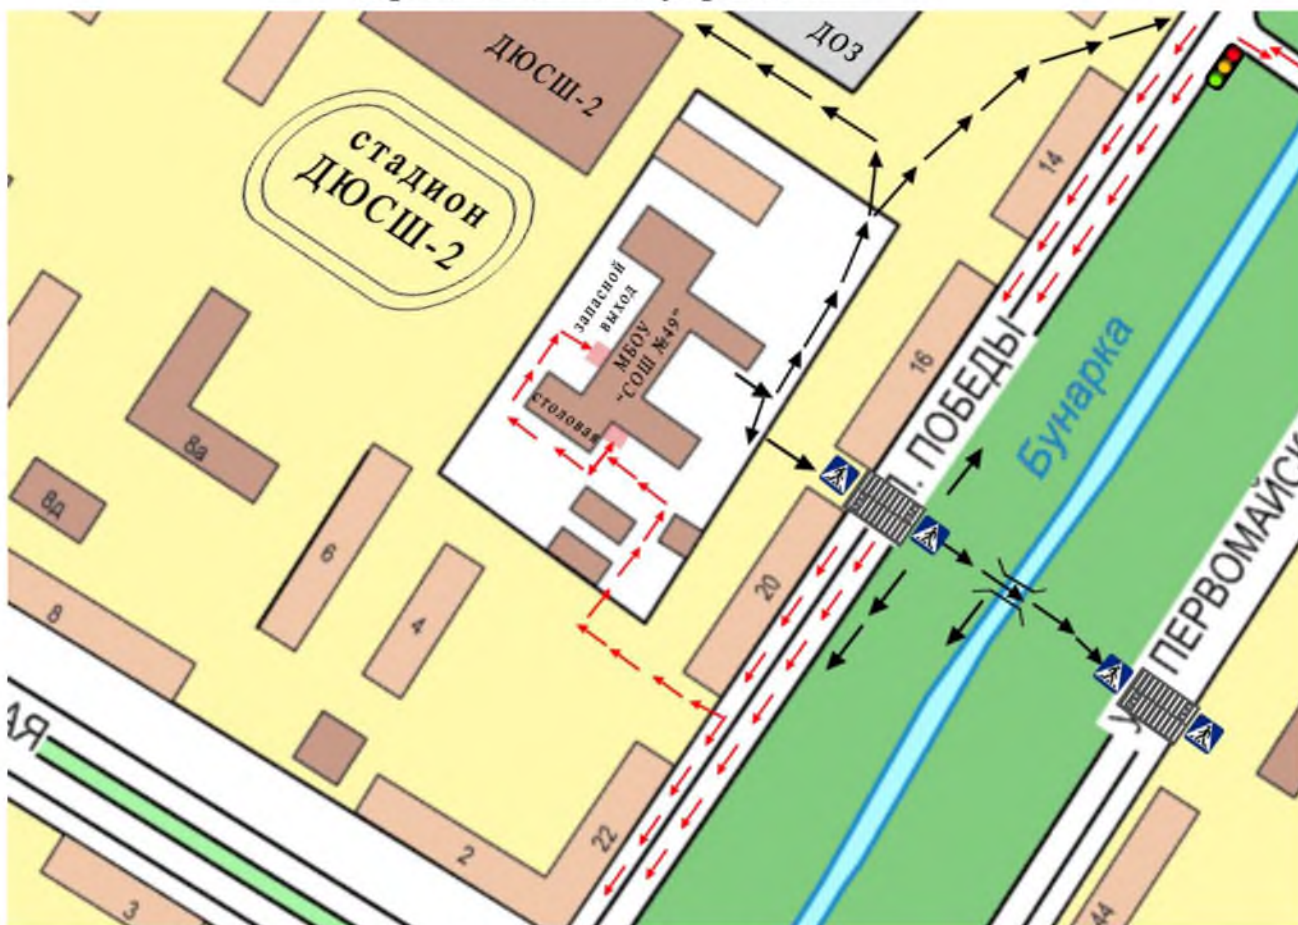 ДЮСШ-2
ДОЗ
стадион
ДЮСШ-2
14
запасной
выход
МБОУ
"СОШ №49"
столовая
16
Л. ПОБЕДЫ
Бунарка
8а
8д
6
4
20
8
У
ПЕРВОМАЙСК
АЯ
2
22
3
44